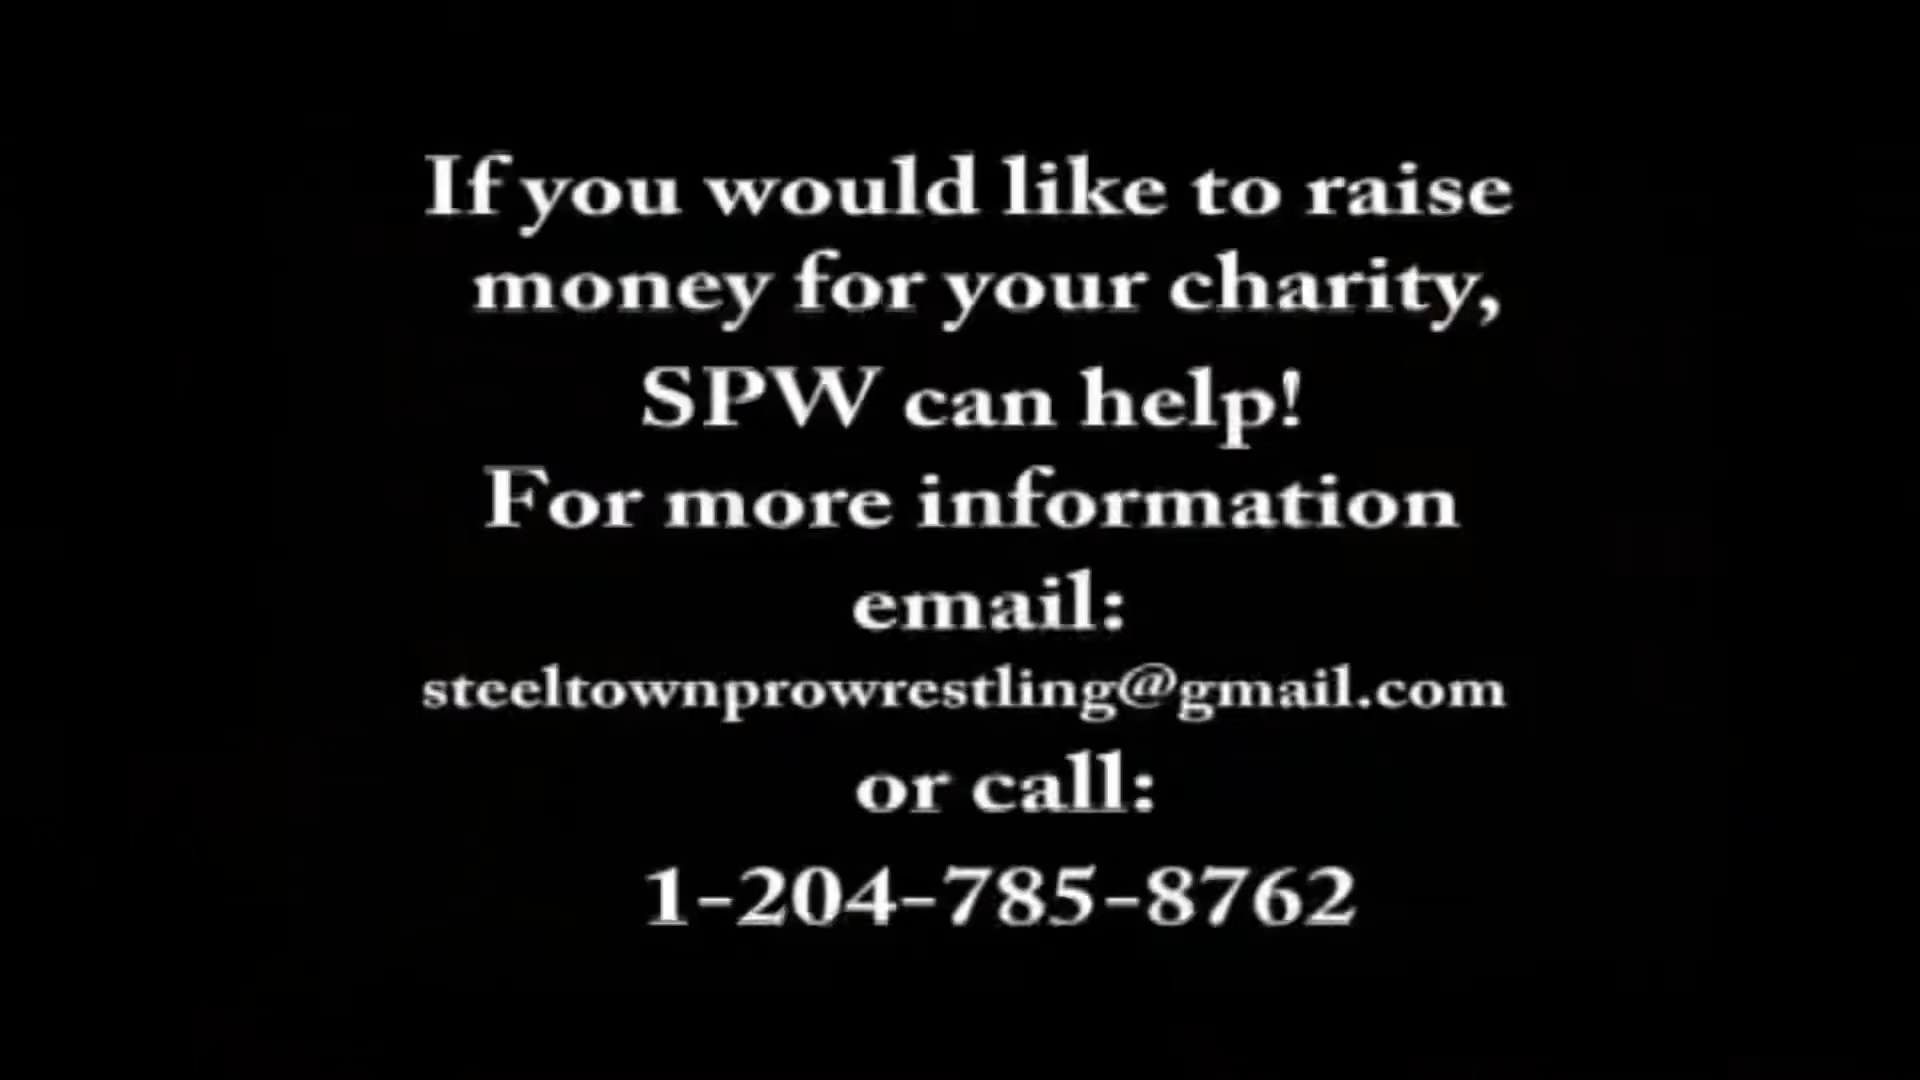 If you would like to raise
money for your charity,
SPW can help!
For more information
email:
steeltownprowrestling@gmail.com
or call:
1-204-785-8762